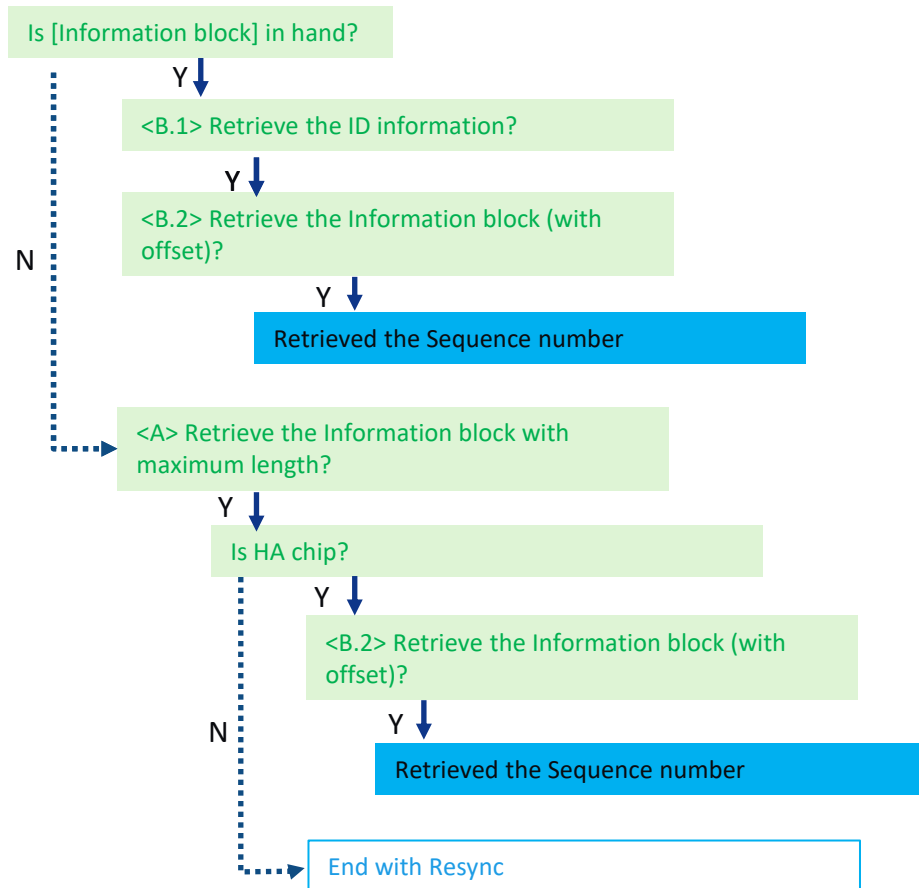 Is [Information block] in hand?
Y
<B.1> Retrieve the ID information?
Y
<B.2> Retrieve the Information block (with
offset)?
N
Y
Retrieved the Sequence number
<A> Retrieve the Information block with
maximum length?
Y
Is HA chip?
Y
<B.2> Retrieve the Information block (with
offset)?
N
Y
Retrieved the Sequence number
End with Resync